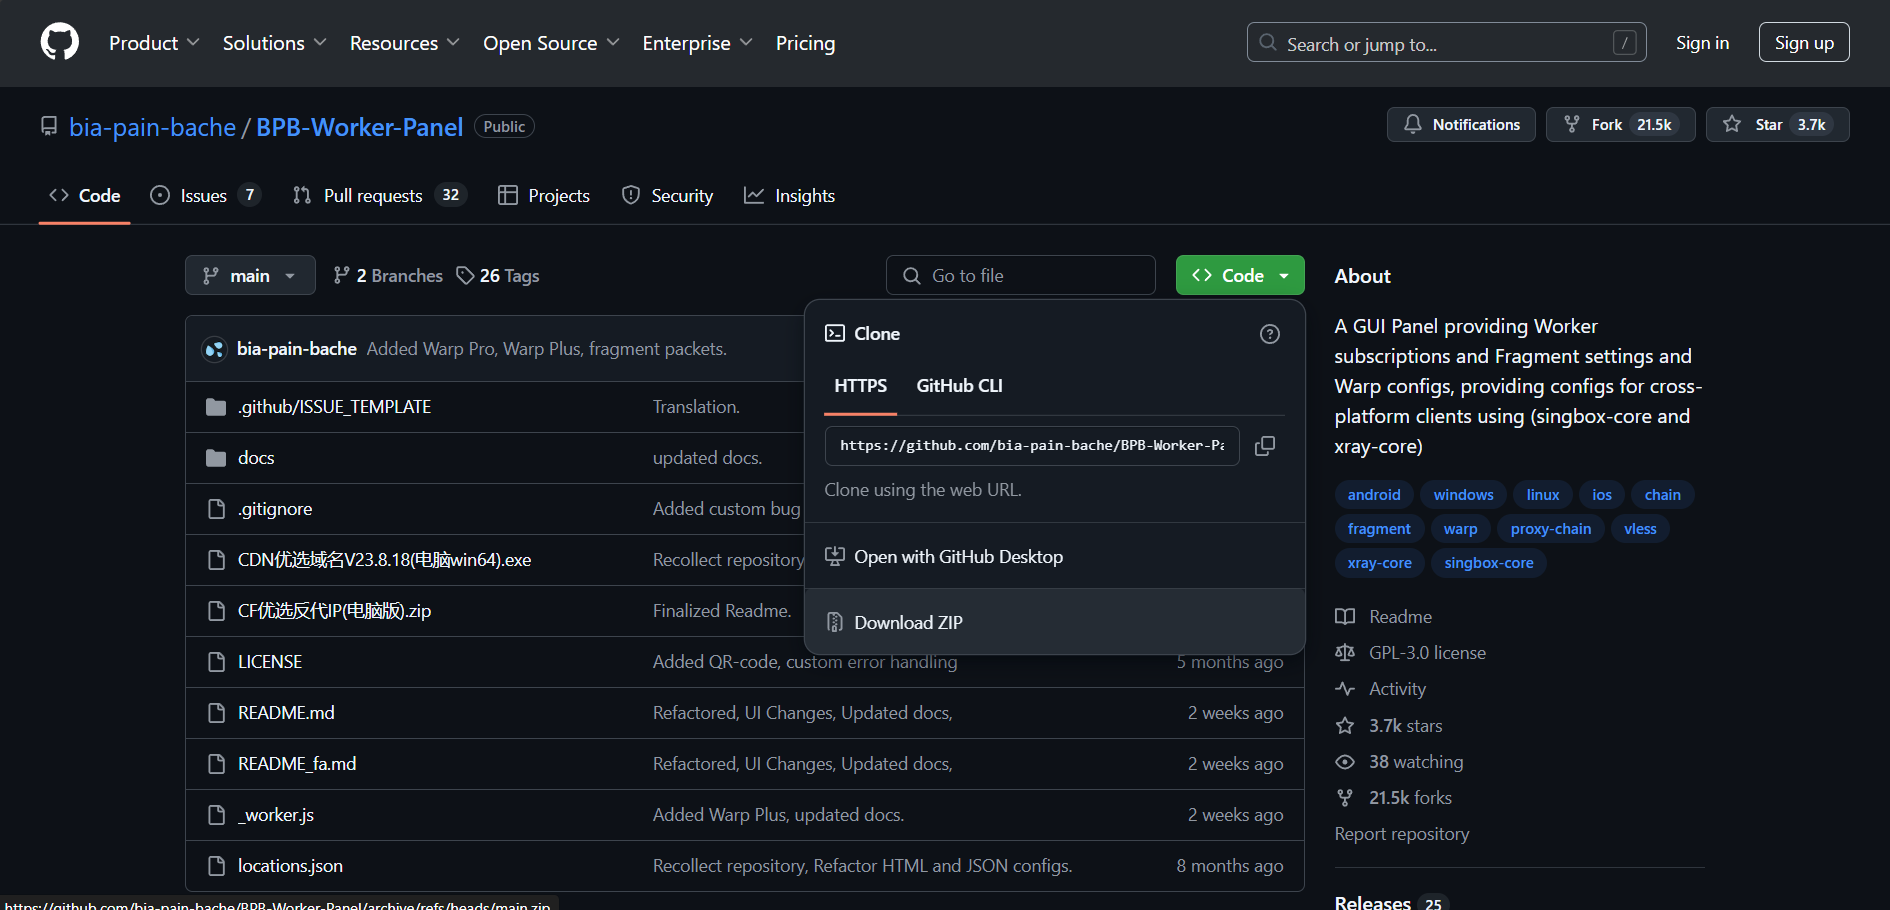 Product Solutions Resources Open Source Enterprise Pricing Search or jump to... / Sign in Sign up
bia-pain-bache / BPB-Worker-Panel Public Notifications Fork 21.5k Star 3.7k
Code Issues 7 Pull requests 32 Projects Security Insights
main 2 Branches 26 Tags Go to file Code
bia-pain-bache Added Warp Pro, Warp Plus, fragment packets.
.github/ISSUE_TEMPLATE Translation.
docs updated docs.
.gitignore Added custom bug
CDN优选域名V23.8.18(电脑win64).exe Recollect repository
CF优选反代IP(电脑版).zip Finalized Readme.
LICENSE Added QR-code, custom error handling 5 months ago
README.md Refactored, UI Changes, Updated docs, 2 weeks ago
README_fa.md Refactored, UI Changes, Updated docs, 2 weeks ago
_worker.js Added Warp Plus, updated docs. 2 weeks ago
locations.json Recollect repository, Refactor HTML and JSON configs. 8 months ago
Clone
HTTPS GitHub CLI
https://github.com/bia-pain-bache/BPB-Worker-Pa
Clone using the web URL.
Open with GitHub Desktop
Download ZIP
About
A GUI Panel providing Worker
subscriptions and Fragment settings and
Warp configs, providing configs for cross-
platform clients using (singbox-core and
xray-core)
android windows linux ios chain
fragment warp proxy-chain vless
xray-core singbox-core
Readme
GPL-3.0 license
Activity
3.7k stars
38 watching
21.5k forks
Report repository
Releases 25
https://github.com/bia-pain-bache/BPB-Worker-Panel/archive/refs/heads/main.zip